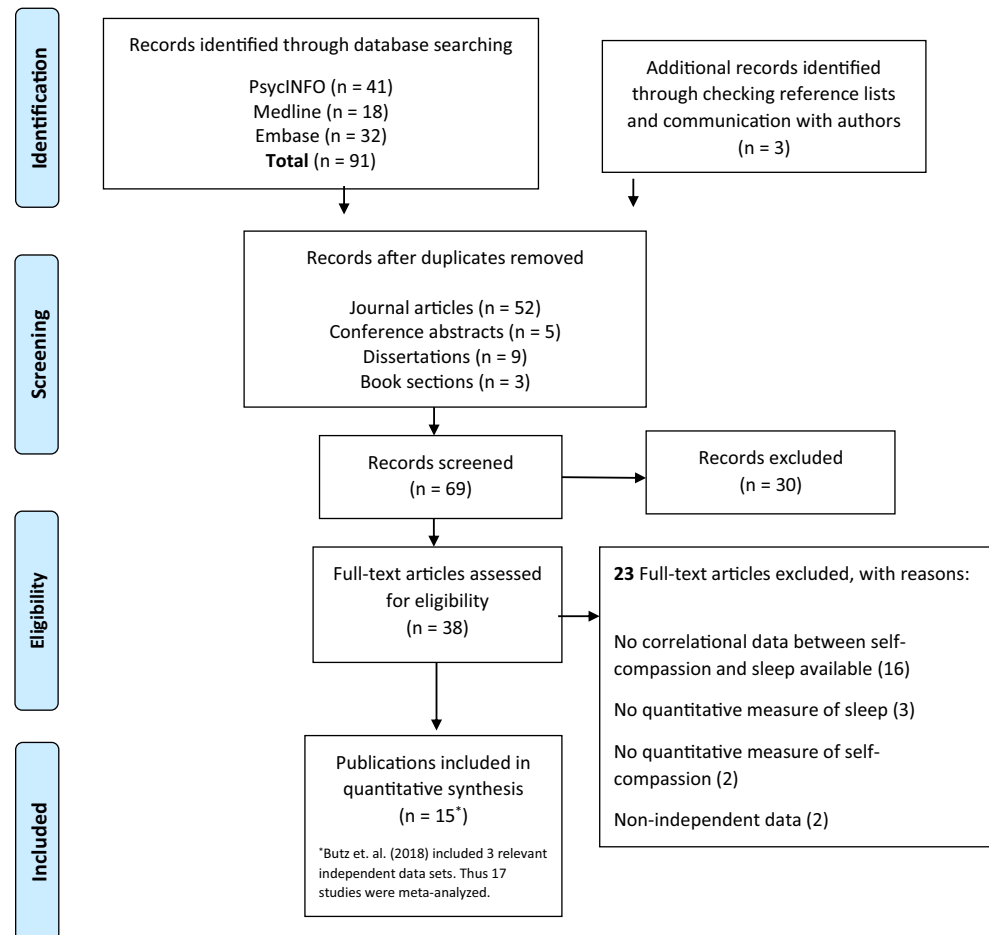 Identification
Records identified through database searching
PsycINFO (n = 41)
Medline (n = 18)
Embase (n = 32)
Total (n = 91)
Additional records identified
through checking reference lists
and communication with authors
(n = 3)
Screening
Records after duplicates removed
Journal articles (n = 52)
Conference abstracts (n = 5)
Dissertations (n = 9)
Book sections (n = 3)
Records screened
(n = 69)
Records excluded
(n = 30)
Eligibility
Full-text articles assessed
for eligibility
(n = 38)
23 Full-text articles excluded, with reasons:
No correlational data between self-
compassion and sleep available (16)
No quantitative measure of sleep (3)
No quantitative measure of self-
compassion (2)
Non-independent data (2)
Included
Publications included in
quantitative synthesis
(n = 15*)
*Butz et. al. (2018) included 3 relevant
independent data sets. Thus 17
studies were meta-analyzed.